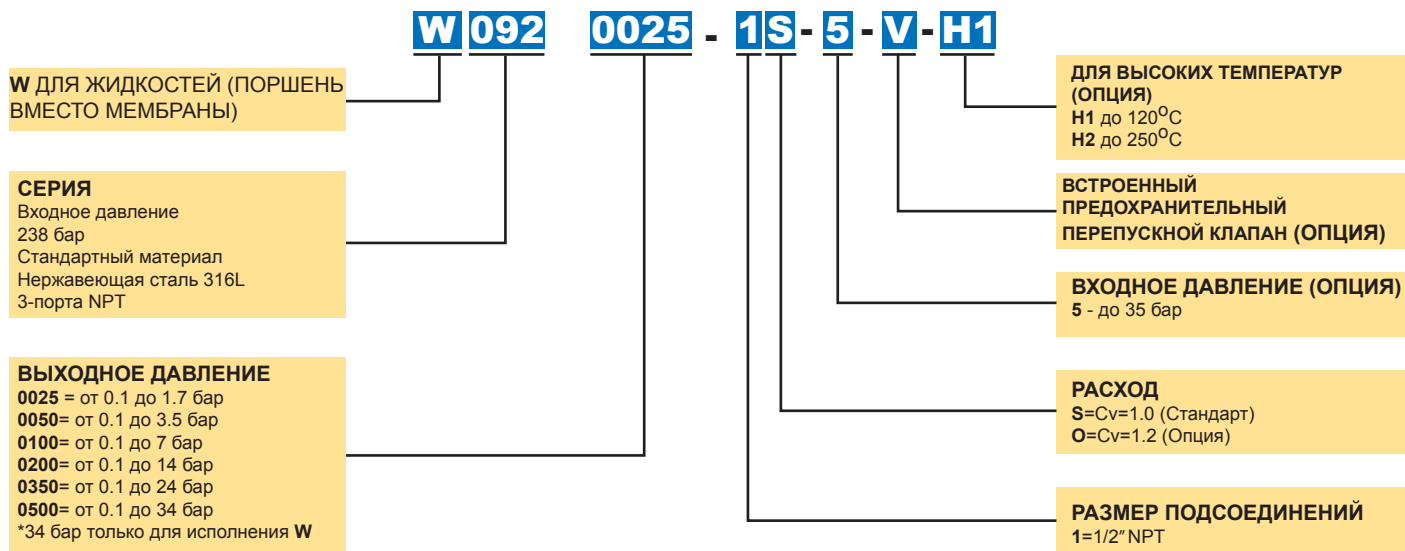 W 092 0025 - 1 S - 5 - V - H1
W ДЛЯ ЖИДКОСТЕЙ (ПОРШЕНЬ
ВМЕСТО МЕМБРАНЫ)
СЕРИЯ
Входное давление
238 бар
Стандартный материал
Нержавеющая сталь 316L
3-порта NPT
ВЫХОДНОЕ ДАВЛЕНИЕ
0025 = от 0.1 до 1.7 бар
0050= от 0.1 до 3.5 бар
0100= от 0.1 до 7 бар
0200= от 0.1 до 14 бар
0350= от 0.1 до 24 бар
0500= от 0.1 до 34 бар
*34 бар только для исполнения W
ДЛЯ ВЫСОКИХ ТЕМПЕРАТУР
(ОПЦИЯ)
H1 до 120⁰C
H2 до 250⁰C
ВСТРОЕННЫЙ
ПРЕДОХРАНИТЕЛЬНЫЙ
ПЕРЕПУСКНОЙ КЛАПАН (ОПЦИЯ)
ВХОДНОЕ ДАВЛЕНИЕ (ОПЦИЯ)
5 - до 35 бар
РАСХОД
S=Cv=1.0 (Стандарт)
O=Cv=1.2 (Опция)
РАЗМЕР ПОДСОЕДИНЕНИЙ
1=1/2″ NPT